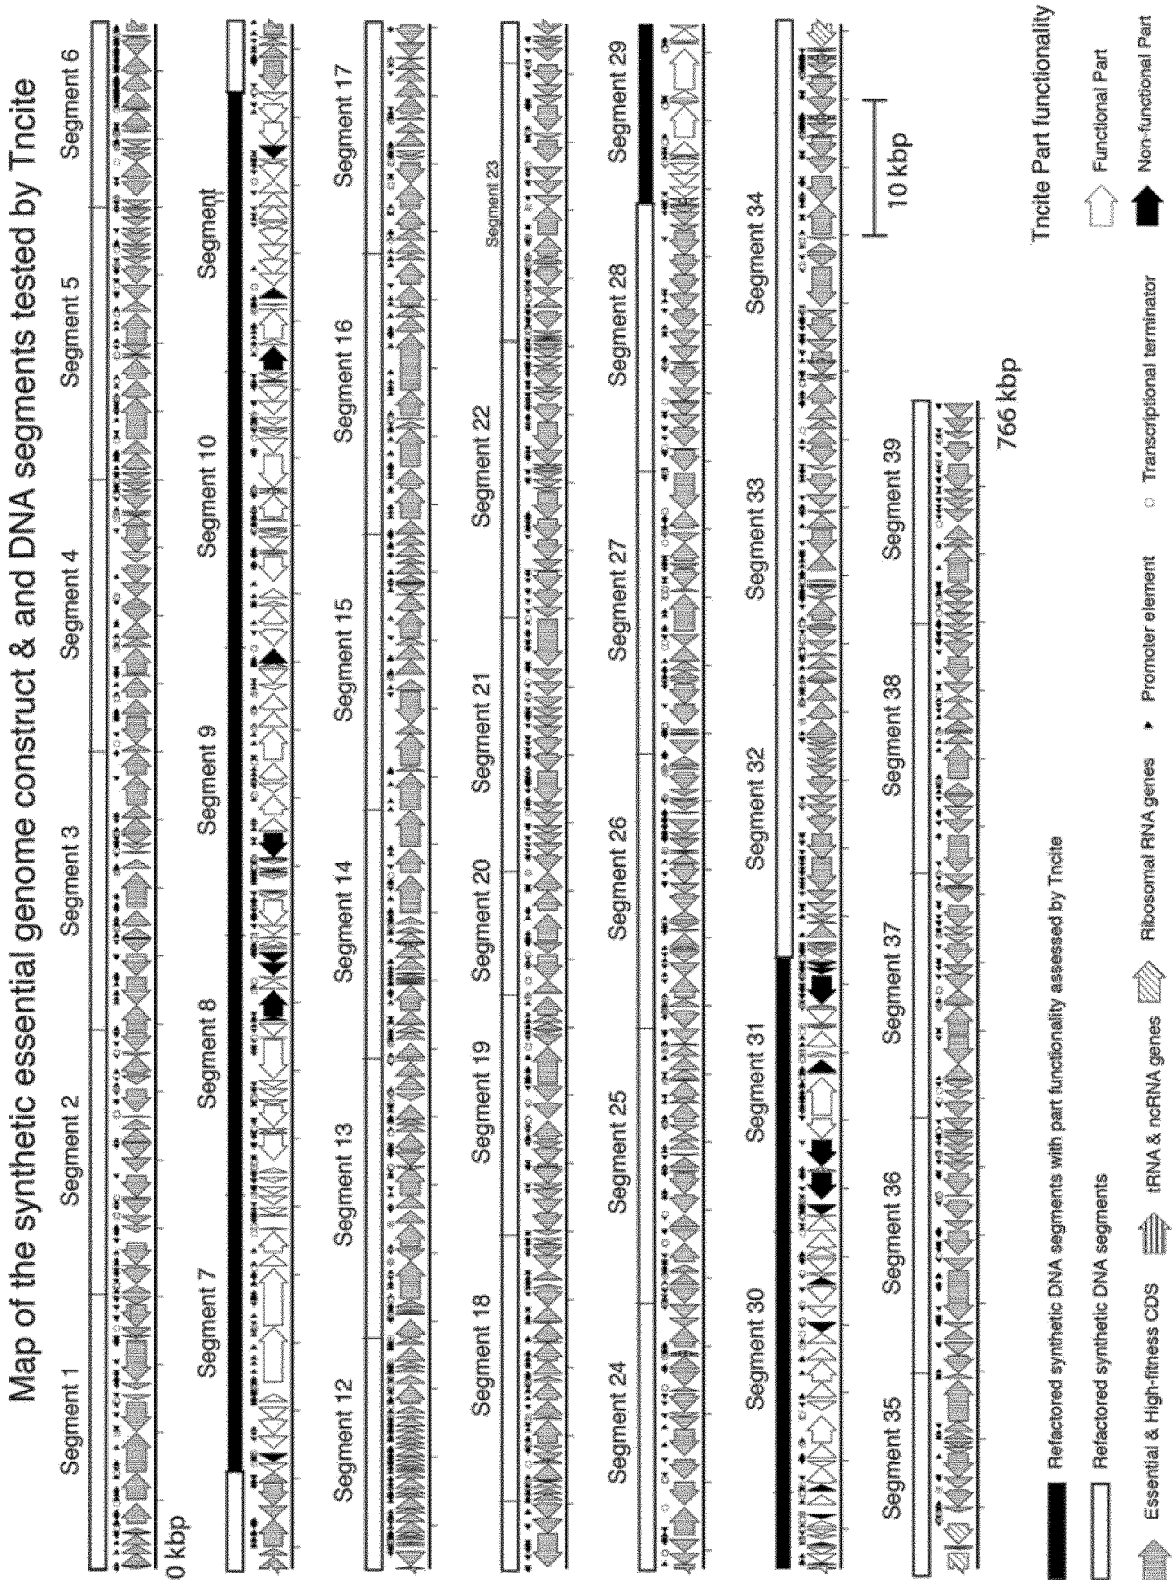 Map of the synthetic essential genome construct & and DNA segments tested by Tncite
Segment 1
Segment 2
Segment 3
Segment 4
Segment 5
Segment 6
0 kbp
Segment 7
Segment 8
Segment 9
Segment 10
Segment
Segment 12
Segment 13
Segment 14
Segment 15
Segment 16
Segment 17
Segment 18
Segment 19
Segment 20
Segment 21
Segment 22
Segment 23
Segment 24
Segment 25
Segment 26
Segment 27
Segment 28
Segment 29
Segment 30
Segment 31
Segment 32
Segment 33
Segment 34
Segment 35
Segment 36
Segment 37
Segment 38
Segment 39
766 kbp
10 kbp
Refactored synthetic DNA segments with part functionality assessed by Tncite
Refactored synthetic DNA segments
Essential & High-fitness CDS
tRNA & ncRNA genes
Ribosomal RNA genes
Promoter element
Transcriptional terminator
Tncite Part functionality
Functional Part
Non-functional Part